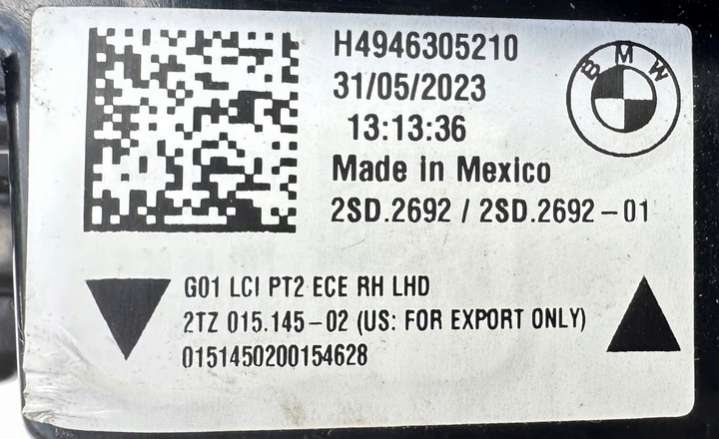 H4946305210
31/05/2023
13:13:36
BMW
Made in Mexico
2SD.2692 / 2SD.2692-01
G01 LCI PT2 ECE RH LHD
2TZ 015.145-02 (US: FOR EXPORT ONLY)
0151450200154628